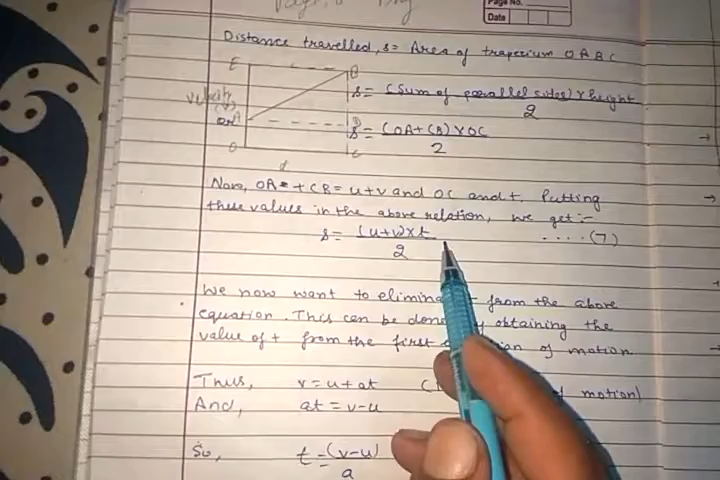 Page No.
Date
Distance travelled, s = Area of trapezium OABC
E
B
s = (Sum of parallel sides) x height
2
Velocity
(v)
A
D
s = (OA + CB) x OC
2
O
C
Now, OA + CB = u+v and OC and t. Putting
these values in the above relation, we get:-
s = (u+v) x t
2
.... (7)
We now want to elimina from the above
equation. This can be done by obtaining the
value of t from the first of motion
Thus, v = u + at of motion)
And, at = v-u
So, t = (v-u)
a